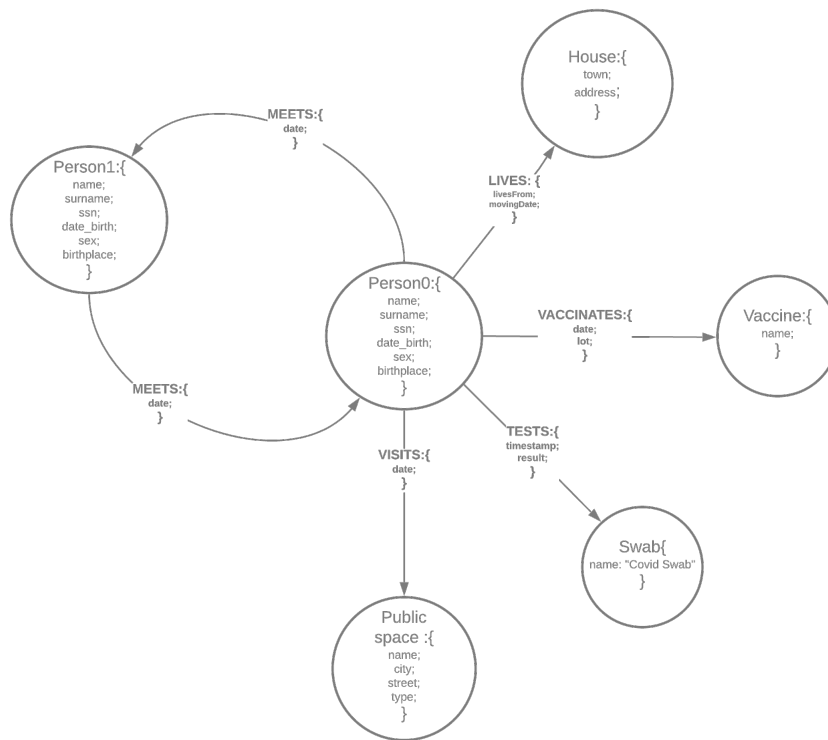 House:{
town;
address;
}
MEETS:{
date;
}
Person1:{
name;
surname;
ssn;
date_birth;
sex;
birthplace;
}
LIVES: {
livesFrom;
movingDate;
}
Person0:{
name;
surname;
ssn;
date_birth;
sex;
birthplace;
}
VACCINATES:{
date;
lot;
}
Vaccine:{
name;
}
MEETS:{
date;
}
VISITS:{
date;
}
TESTS:{
timestamp;
result;
}
Swab{
name: "Covid Swab"
}
Public
space :{
name;
city;
street;
type;
}